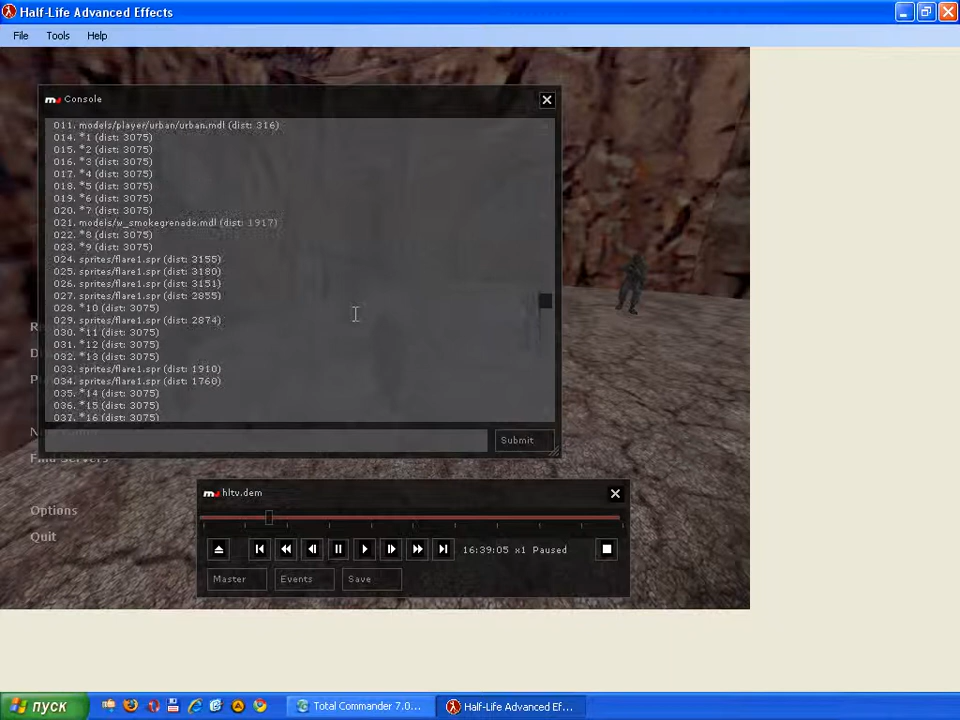 Half-Life Advanced Effects
File Tools Help
Console
011. models/player/urban/urban.mdl (dist: 316)
014. *1 (dist: 3075)
015. *2 (dist: 3075)
016. *3 (dist: 3075)
017. *4 (dist: 3075)
018. *5 (dist: 3075)
019. *6 (dist: 3075)
020. *7 (dist: 3075)
021. models/w_smokegrenade.mdl (dist: 1917)
022. *8 (dist: 3075)
023. *9 (dist: 3075)
024. sprites/flare1.spr (dist: 3155)
025. sprites/flare1.spr (dist: 3180)
026. sprites/flare1.spr (dist: 3151)
027. sprites/flare1.spr (dist: 2855)
028. *10 (dist: 3075)
029. sprites/flare1.spr (dist: 2874)
030. *11 (dist: 3075)
031. *12 (dist: 3075)
032. *13 (dist: 3075)
033. sprites/flare1.spr (dist: 1910)
034. sprites/flare1.spr (dist: 1760)
035. *14 (dist: 3075)
036. *15 (dist: 3075)
037. *16 (dist: 3075)
Submit
Find Servers
Options
Quit
hltv.dem
16:39:05 x1 Paused
Master Events Save
пуск
Total Commander 7.0...
Half-Life Advanced Ef...